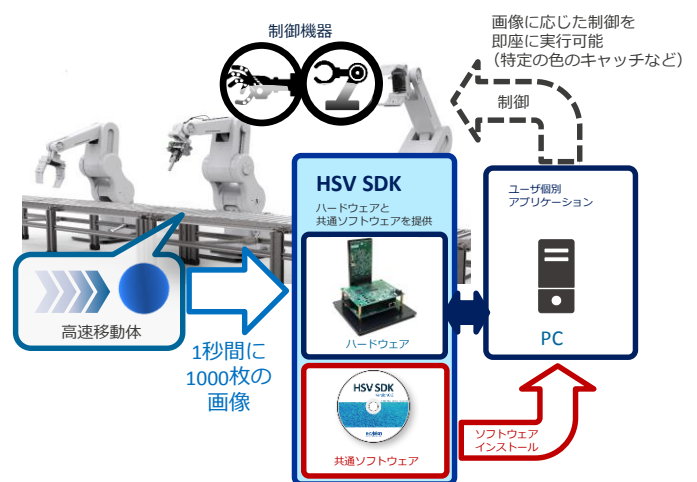 制御機器
画像に応じた制御を
即座に実行可能
（特定の色のキャッチなど）
制御
HSV SDK
ハードウェアと
共通ソフトウェアを提供
ユーザ個別
アプリケーション
高速移動体
ハードウェア
PC
1秒間に
1000枚の
画像
HSV SDK
共通ソフトウェア
ソフトウェア
インストール